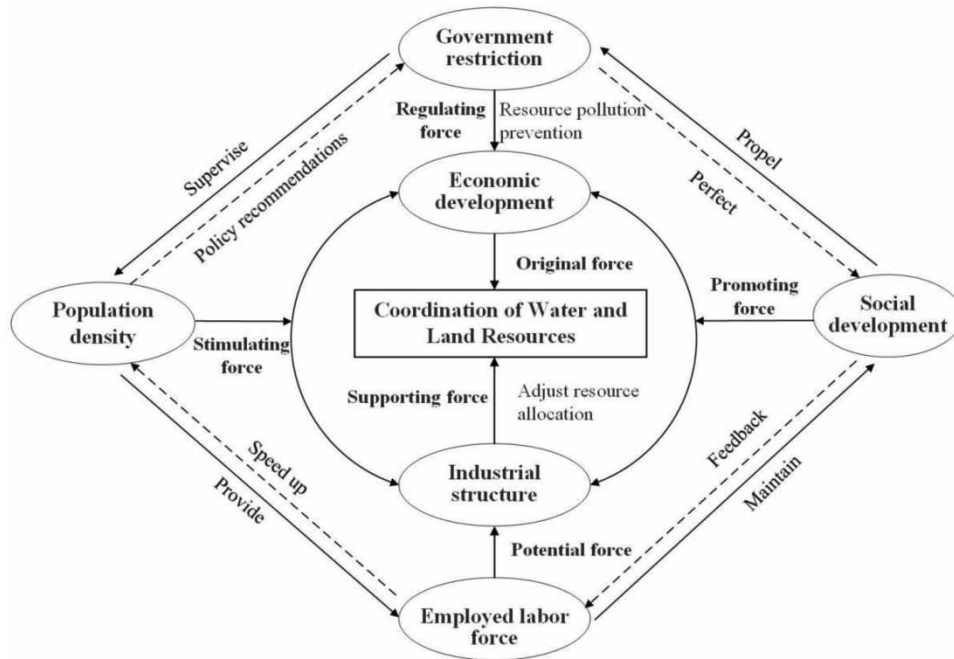 Government
restriction
Regulating
force
Resource pollution
prevention
Supervise
Policy recommendations
Propel
Perfect
Economic
development
Original force
Population
density
Stimulating
force
Coordination of Water and
Land Resources
Promoting
force
Social
development
Supporting force
Adjust resource
allocation
Speed up
Provide
Feedback
Maintain
Industrial
structure
Potential force
Employed labor
force